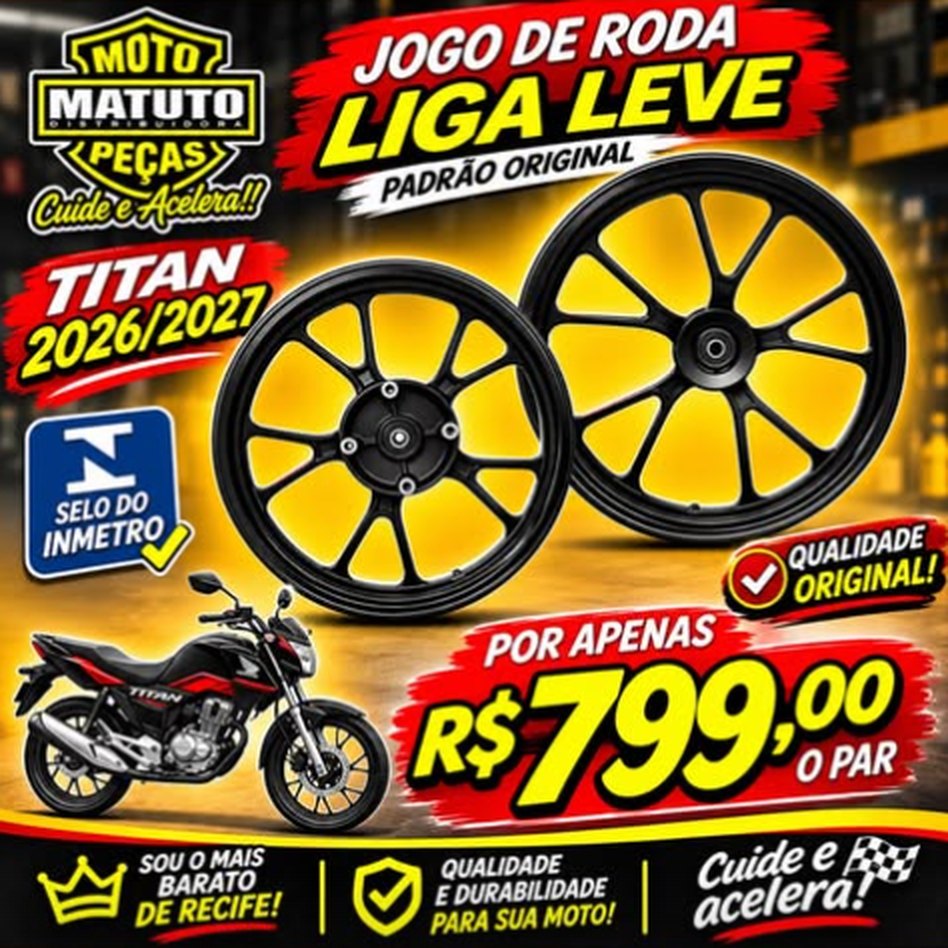 MOTO
MATUTO
DISTRIBUIDORA
PEÇAS
Cuide e Acelera!!
JOGO DE RODA
LIGA LEVE
PADRÃO ORIGINAL
TITAN
2026/2027
SELO DO
INMETRO
QUALIDADE
ORIGINAL!
TITAN
POR APENAS
R$799,00
O PAR
SOU O MAIS
BARATO
DE RECIFE!
QUALIDADE
E DURABILIDADE
PARA SUA MOTO!
Cuide e
acelera!